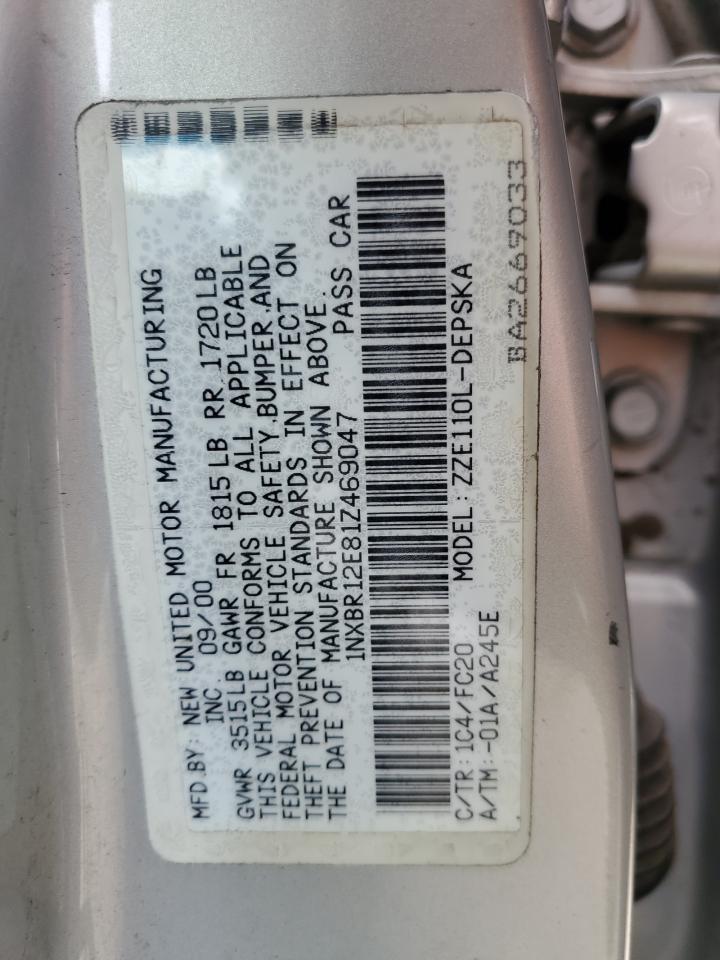 MFD.BY: NEW UNITED MOTOR MANUFACTURING
INC. 09/00
GVWR 3515LB GAWR FR 1815LB RR 1720LB
THIS VEHICLE CONFORMS TO ALL APPLICABLE
FEDERAL MOTOR VEHICLE SAFETY,BUMPER,AND
THEFT PREVENTION STANDARDS IN EFFECT ON
THE DATE OF MANUFACTURE SHOWN ABOVE.
1NXBR12E81Z469047 PASS CAR
C/TR: 1C4/FC20 MODEL: ZZE110L-DEPSKA
A/TM: -01A/A245E
BA2669033